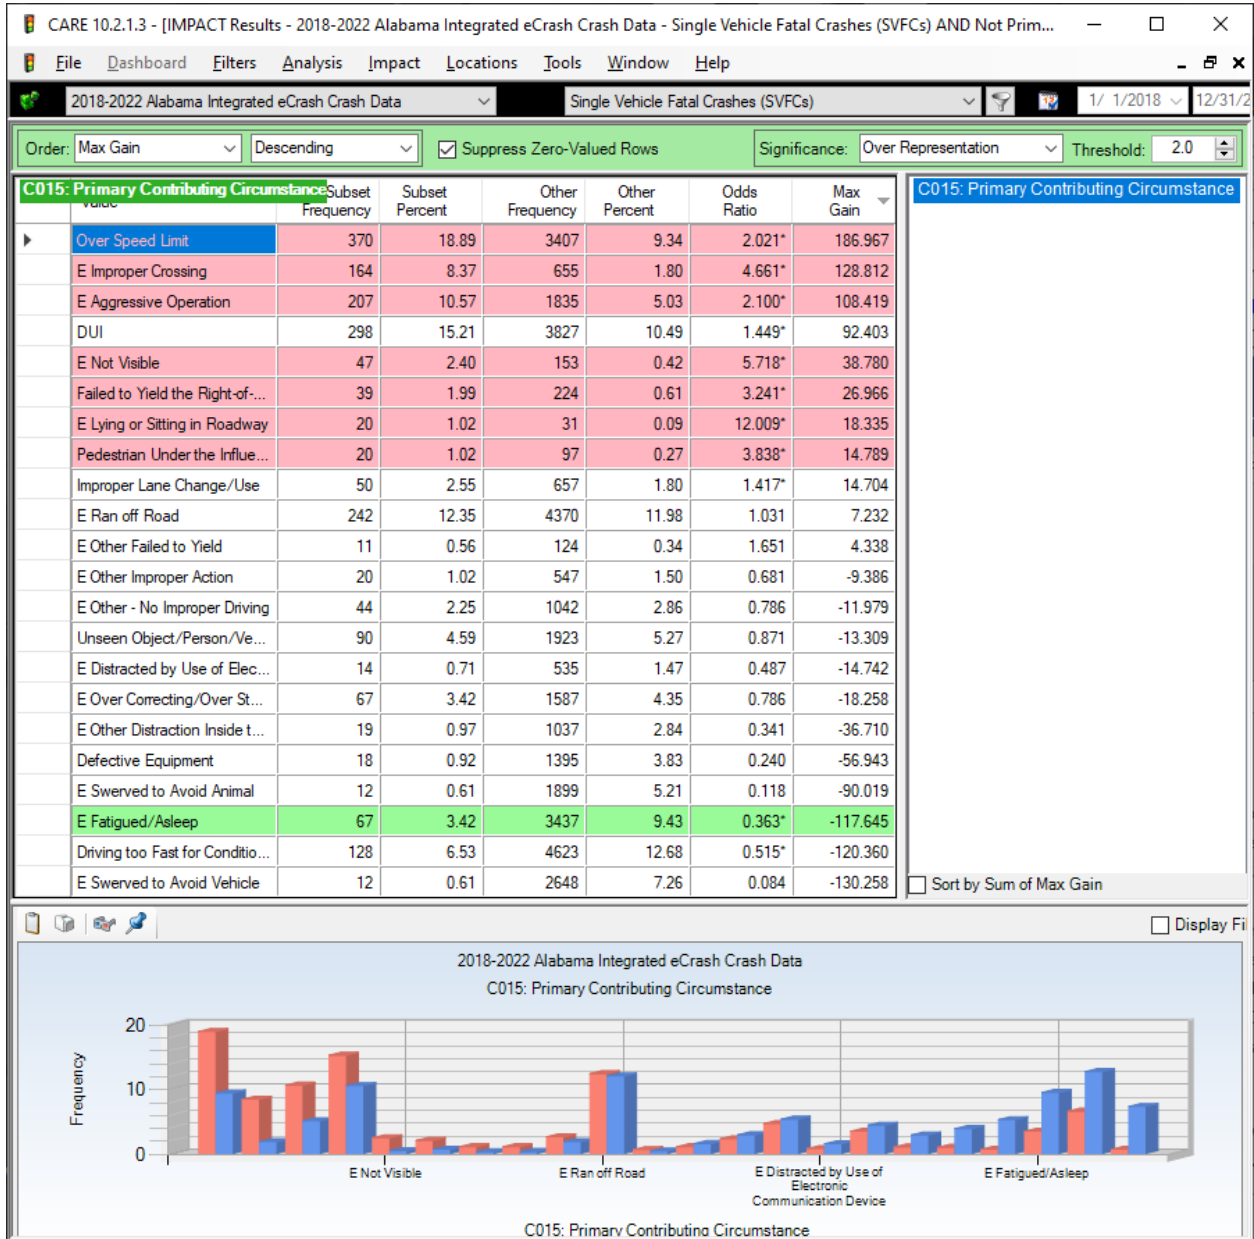 CARE 10.2.1.3 - [IMPACT Results - 2018-2022 Alabama Integrated eCrash Crash Data - Single Vehicle Fatal Crashes (SVFCs) AND Not Prim...
File Dashboard Filters Analysis Impact Locations Tools Window Help
2018-2022 Alabama Integrated eCrash Crash Data Single Vehicle Fatal Crashes (SVFCs) 1/ 1/2018 12/31/2
Order: Max Gain Descending Suppress Zero-Valued Rows Significance: Over Representation Threshold: 2.0
C015: Primary Contributing Circumstance Subset Frequency Subset Percent Other Frequency Other Percent Odds Ratio Max Gain
C015: Primary Contributing Circumstance
Over Speed Limit 370 18.89 3407 9.34 2.021* 186.967
E Improper Crossing 164 8.37 655 1.80 4.661* 128.812
E Aggressive Operation 207 10.57 1835 5.03 2.100* 108.419
DUI 298 15.21 3827 10.49 1.449* 92.403
E Not Visible 47 2.40 153 0.42 5.718* 38.780
Failed to Yield the Right-of-... 39 1.99 224 0.61 3.241* 26.966
E Lying or Sitting in Roadway 20 1.02 31 0.09 12.009* 18.335
Pedestrian Under the Influe... 20 1.02 97 0.27 3.838* 14.789
Improper Lane Change/Use 50 2.55 657 1.80 1.417* 14.704
E Ran off Road 242 12.35 4370 11.98 1.031 7.232
E Other Failed to Yield 11 0.56 124 0.34 1.651 4.338
E Other Improper Action 20 1.02 547 1.50 0.681 -9.386
E Other - No Improper Driving 44 2.25 1042 2.86 0.786 -11.979
Unseen Object/Person/Ve... 90 4.59 1923 5.27 0.871 -13.309
E Distracted by Use of Elec... 14 0.71 535 1.47 0.487 -14.742
E Over Correcting/Over St... 67 3.42 1587 4.35 0.786 -18.258
E Other Distraction Inside t... 19 0.97 1037 2.84 0.341 -36.710
Defective Equipment 18 0.92 1395 3.83 0.240 -56.943
E Swerved to Avoid Animal 12 0.61 1899 5.21 0.118 -90.019
E Fatigued/Asleep 67 3.42 3437 9.43 0.363* -117.645
Driving too Fast for Conditio... 128 6.53 4623 12.68 0.515* -120.360
E Swerved to Avoid Vehicle 12 0.61 2648 7.26 0.084 -130.258
Sort by Sum of Max Gain
Display Fil
2018-2022 Alabama Integrated eCrash Crash Data
C015: Primary Contributing Circumstance
Frequency
20
10
0
E Not Visible
E Ran off Road
E Distracted by Use of
Electronic
Communication Device
E Fatigued/Asleep
C015: Primary Contributing Circumstance